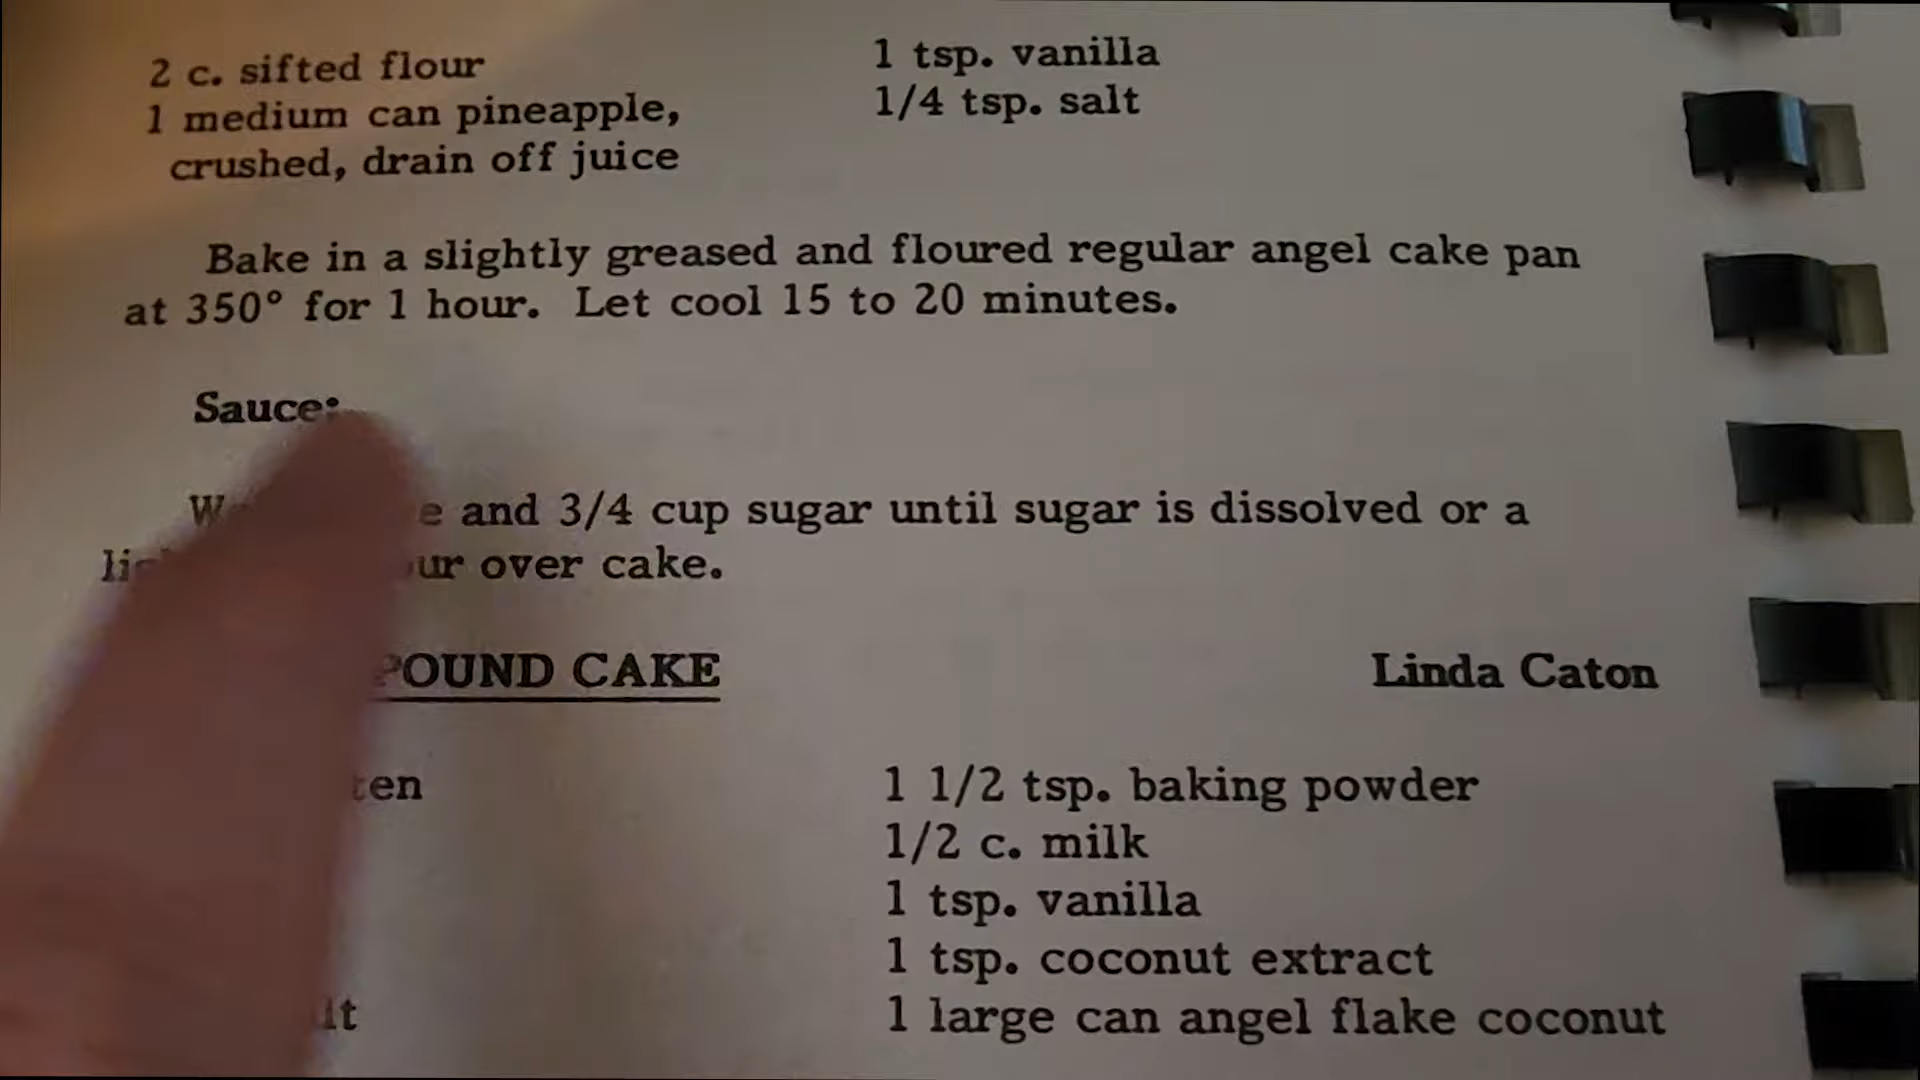 2 c. sifted flour
1 medium can pineapple,
crushed, drain off juice
1 tsp. vanilla
1/4 tsp. salt
Bake in a slightly greased and floured regular angel cake pan
at 350° for 1 hour. Let cool 15 to 20 minutes.
Sauce:
and 3/4 cup sugar until sugar is dissolved or a
over cake.
POUND CAKE
Linda Caton
1 1/2 tsp. baking powder
1/2 c. milk
1 tsp. vanilla
1 tsp. coconut extract
1 large can angel flake coconut